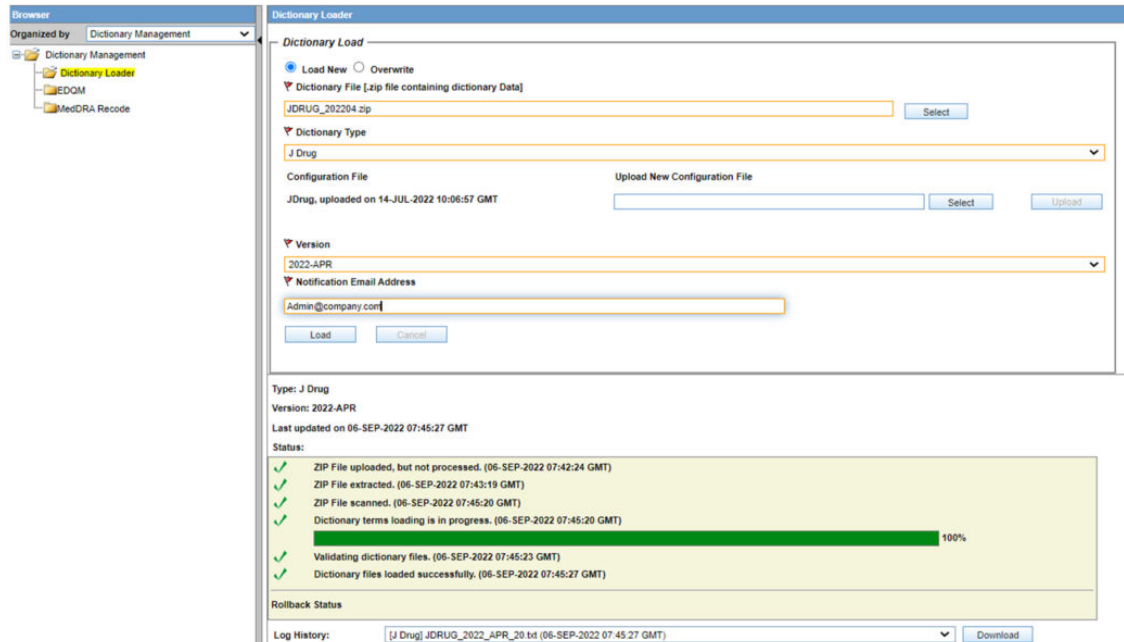 Browser
Organized by Dictionary Management
Dictionary Management
Dictionary Loader
EDQM
MedDRA Recode
Dictionary Loader
Dictionary Load
Load New Overwrite
Dictionary File [.zip file containing dictionary Data]
JDRUG_202204.zip Select
Dictionary Type
J Drug
Configuration File Upload New Configuration File
JDrug, uploaded on 14-JUL-2022 10:06:57 GMT Select Upload
Version
2022-APR
Notification Email Address
Admin@company.com
Load Cancel
Type: J Drug
Version: 2022-APR
Last updated on 06-SEP-2022 07:45:27 GMT
Status:
ZIP File uploaded, but not processed. (06-SEP-2022 07:42:24 GMT)
ZIP File extracted. (06-SEP-2022 07:43:19 GMT)
ZIP File scanned. (06-SEP-2022 07:45:20 GMT)
Dictionary terms loading is in progress. (06-SEP-2022 07:45:20 GMT)
100%
Validating dictionary files. (06-SEP-2022 07:45:23 GMT)
Dictionary files loaded successfully. (06-SEP-2022 07:45:27 GMT)
Rollback Status
Log History: [J Drug] JDRUG_2022_APR_20.txt (06-SEP-2022 07:45:27 GMT) Download